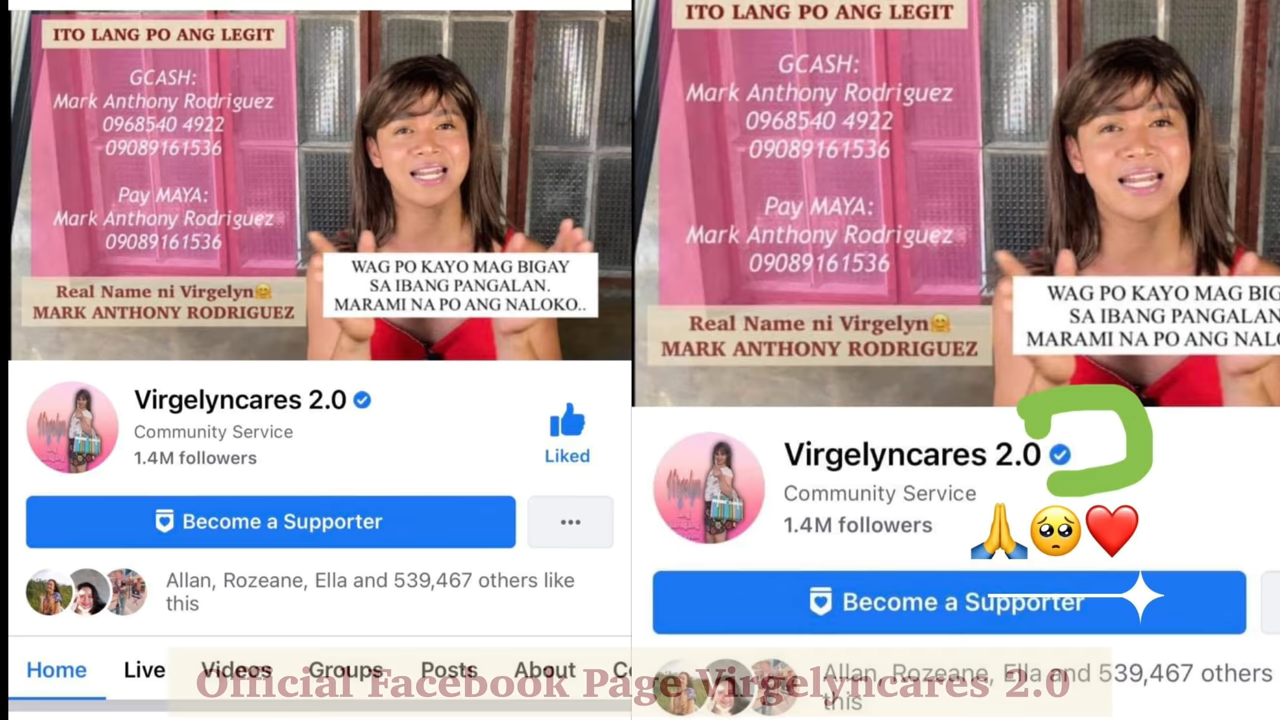 ITO LANG PO ANG LEGIT
GCASH:
Mark Anthony Rodriguez
0968540 4922
09089161536
Pay MAYA:
Mark Anthony Rodriguez
09089161536
Real Name ni Virgelyn🤗
MARK ANTHONY RODRIGUEZ
WAG PO KAYO MAG BIGAY
SA IBANG PANGALAN.
MARAMI NA PO ANG NALOKO..
Virgelyncares 2.0
Community Service
1.4M followers
Liked
Become a Supporter
Allan, Rozeane, Ella and 539,467 others like
this
Home Live Videos Groups Posts About
ITO LANG PO ANG LEGIT
GCASH:
Mark Anthony Rodriguez
0968540 4922
09089161536
Pay MAYA:
Mark Anthony Rodriguez
09089161536
Real Name ni Virgelyn🤗
MARK ANTHONY RODRIGUEZ
WAG PO KAYO MAG BIG
SA IBANG PANGALAN
MARAMI NA PO ANG NALO
Virgelyncares 2.0
Community Service
1.4M followers
🙏🥺❤️
Become a Supporter
Allan, Rozeane, Ella and 539,467 others
this
Official Facebook Page Virgelyncares 2.0